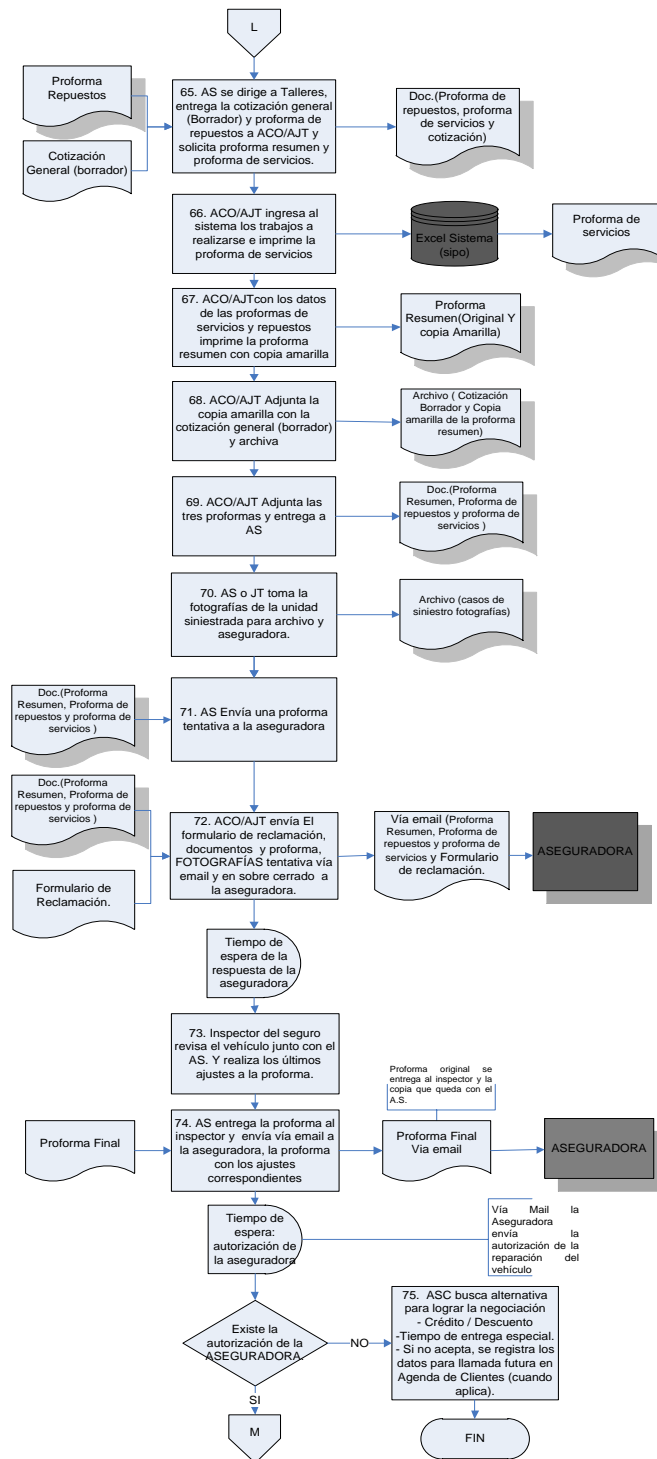 L
Proforma
Repuestos
Cotización
General (borrador)
65. AS se dirige a Talleres,
entrega la cotización general
(Borrador) y proforma de
repuestos a ACO/AJT y
solicita proforma resumen y
proforma de servicios.
Doc.(Proforma de
repuestos, proforma
de servicios y
cotización)
66. ACO/AJT ingresa al
sistema los trabajos a
realizarse e imprime la
proforma de servicios
Excel Sistema
(sipo)
Proforma de
servicios
67. ACO/AJTcon los datos
de las proformas de
servicios y repuestos
imprime la proforma
resumen con copia amarilla
Proforma
Resumen(Original Y
copia Amarilla)
68. ACO/AJT Adjunta la
copia amarilla con la
cotización general (borrador)
y archiva
Archivo ( Cotización
Borrador y Copia
amarilla de la proforma
resumen)
69. ACO/AJT Adjunta las
tres proformas y entrega a
AS
Doc.(Proforma
Resumen, Proforma de
repuestos y proforma de
servicios )
70. AS o JT toma la
fotografías de la unidad
siniestrada para archivo y
aseguradora.
Archivo (casos de
siniestro fotografías)
Doc.(Proforma
Resumen, Proforma de
repuestos y proforma de
servicios )
71. AS Envía una proforma
tentativa a la aseguradora
Doc.(Proforma
Resumen, Proforma de
repuestos y proforma de
servicios )
Formulario de
Reclamación.
72. ACO/AJT envía El
formulario de reclamación,
documentos y proforma,
FOTOGRAFÍAS tentativa vía
email y en sobre cerrado a
la aseguradora.
Vía email (Proforma
Resumen, Proforma de
repuestos y proforma de
servicios y Formulario
de reclamación.
ASEGURADORA
Tiempo de
espera de la
respuesta de la
aseguradora
73. Inspector del seguro
revisa el vehículo junto con el
AS. Y realiza los últimos
ajustes a la proforma.
Proforma original se
entrega al inspector y la
copia que queda con el
A.S.
Proforma Final
74. AS entrega la proforma al
inspector y envía vía email a
la aseguradora, la proforma
con los ajustes
correspondientes
Proforma Final
Via email
ASEGURADORA
Tiempo de
espera:
autorización de
la aseguradora
Vía Mail la
Aseguradora
envía la
autorización de la
reparación del
vehículo
Existe la
autorización de la
ASEGURADORA.
NO
75. ASC busca alternativa
para lograr la negociación
- Crédito / Descuento
-Tiempo de entrega especial.
- Si no acepta, se registra los
datos para llamada futura en
Agenda de Clientes (cuando
aplica).
SI
M
FIN